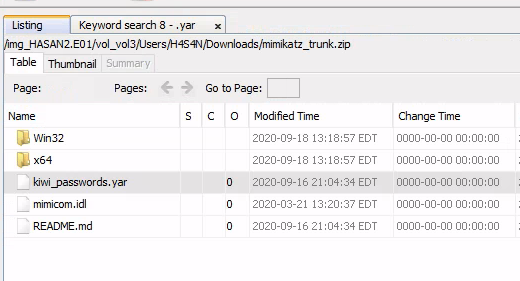 Listing Keyword search 8 - .yar x
/img_HASAN2.E01/vol_vol3/Users/H4S4N/Downloads/mimikatz_trunk.zip
Table Thumbnail Summary
Page: Pages: Go to Page:
Name S C O Modified Time Change Time
Win32 2020-09-18 13:18:57 EDT 0000-00-00 00:00:00
x64 2020-09-18 13:18:57 EDT 0000-00-00 00:00:00
kiwi_passwords.yar 0 2020-09-16 21:04:34 EDT 0000-00-00 00:00:00
mimicom.idl 0 2020-03-21 13:20:37 EDT 0000-00-00 00:00:00
README.md 0 2020-09-16 21:04:34 EDT 0000-00-00 00:00:00